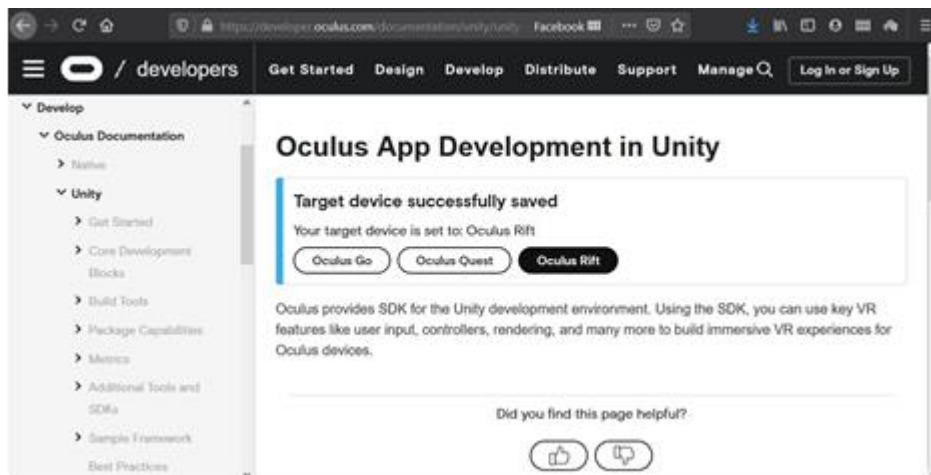 https://developer.oculus.com/documentation/unity/unity
Facebook
/ developers
Get Started Design Develop Distribute Support Manage Log In or Sign Up
Develop
Oculus Documentation
Native
Unity
Get Started
Core Development
Blocks
Build Tools
Package Capabilities
Metrics
Additional Tools and
SDKs
Sample Framework
Best Practices
Oculus App Development in Unity
Target device successfully saved
Your target device is set to: Oculus Rift
Oculus Go Oculus Quest Oculus Rift
Oculus provides SDK for the Unity development environment. Using the SDK, you can use key VR
features like user input, controllers, rendering, and many more to build immersive VR experiences for
Oculus devices.
Did you find this page helpful?